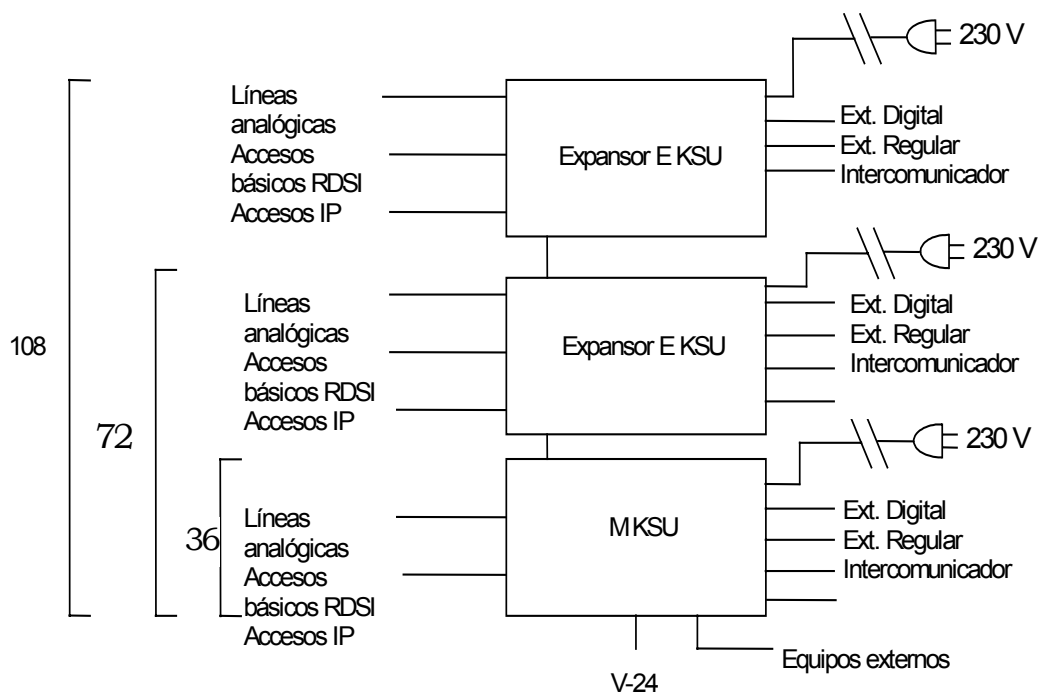 230 V
Líneas
analógicas
Accesos
básicos RDSI
Accesos IP
Expansor E KSU
Ext. Digital
Ext. Regular
Intercomunicador
230 V
Líneas
analógicas
Accesos
básicos RDSI
Accesos IP
Expansor E KSU
Ext. Digital
Ext. Regular
Intercomunicador
108
72
230 V
36
Líneas
analógicas
Accesos
básicos RDSI
Accesos IP
M KSU
Ext. Digital
Ext. Regular
Intercomunicador
Equipos externos
V-24